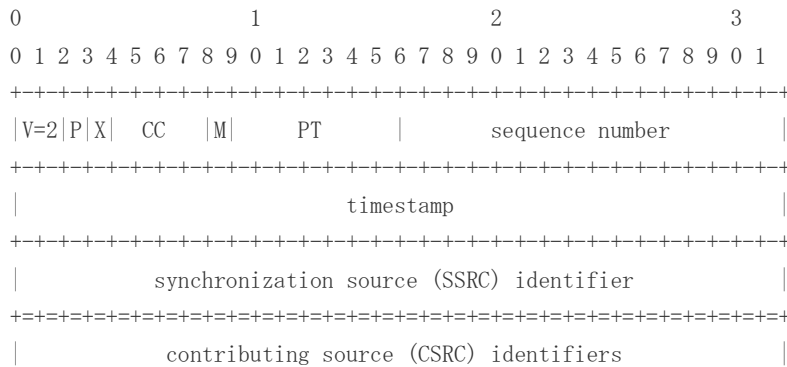 0                   1                   2                   3
0 1 2 3 4 5 6 7 8 9 0 1 2 3 4 5 6 7 8 9 0 1 2 3 4 5 6 7 8 9 0 1
+-+-+-+-+-+-+-+-+-+-+-+-+-+-+-+-+-+-+-+-+-+-+-+-+-+-+-+-+-+-+-+-+
|V=2|P|X|  CC   |M|     PT      |       sequence number         |
+-+-+-+-+-+-+-+-+-+-+-+-+-+-+-+-+-+-+-+-+-+-+-+-+-+-+-+-+-+-+-+-+
|                           timestamp                           |
+-+-+-+-+-+-+-+-+-+-+-+-+-+-+-+-+-+-+-+-+-+-+-+-+-+-+-+-+-+-+-+-+
|           synchronization source (SSRC) identifier            |
+=+=+=+=+=+=+=+=+=+=+=+=+=+=+=+=+=+=+=+=+=+=+=+=+=+=+=+=+=+=+=+=+
|            contributing source (CSRC) identifiers             |